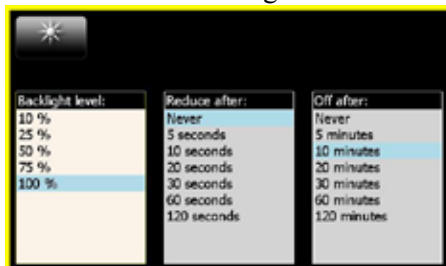 Backlight level:
10 %
25 %
50 %
75 %
100 %
Reduce after:
Never
5 seconds
10 seconds
20 seconds
30 seconds
60 seconds
120 seconds
Off after:
Never
5 minutes
10 minutes
20 minutes
30 minutes
60 minutes
120 minutes